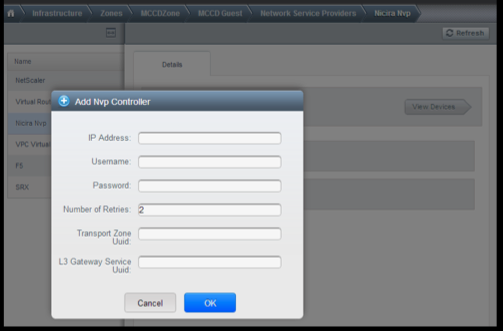 Infrastructure Zones MCCDZone MCCD Guest Network Service Providers Nicira Nvp
Refresh
Name
Details
NetScaler
Virtual Rou
View Devices
Nicira Nvp
VPC Virtual
F5
SRX
Add Nvp Controller
IP Address:
Username:
Password:
Number of Retries: 2
Transport Zone
Uuid:
L3 Gateway Service
Uuid:
Cancel OK